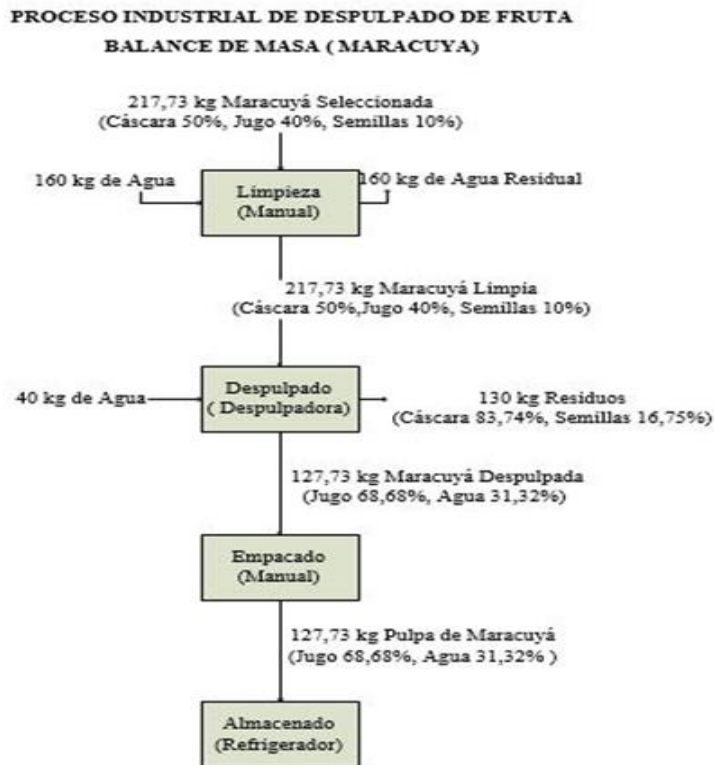 PROCESO INDUSTRIAL DE DESPULPADO DE FRUTA
BALANCE DE MASA ( MARACUYA)
217,73 kg Maracuyá Seleccionada
(Cáscara 50%, Jugo 40%, Semillas 10%)
160 kg de Agua
Limpieza
(Manual)
160 kg de Agua Residual
217,73 kg Maracuyá Limpia
(Cáscara 50%,Jugo 40%, Semillas 10%)
40 kg de Agua
Despulpado
( Despulpadora)
130 kg Residuos
(Cáscara 83,74%, Semillas 16,75%)
127,73 kg Maracuyá Despulpada
(Jugo 68,68%, Agua 31,32%)
Empacado
(Manual)
127,73 kg Pulpa de Maracuyá
(Jugo 68,68%, Agua 31,32% )
Almacenado
(Refrigerador)